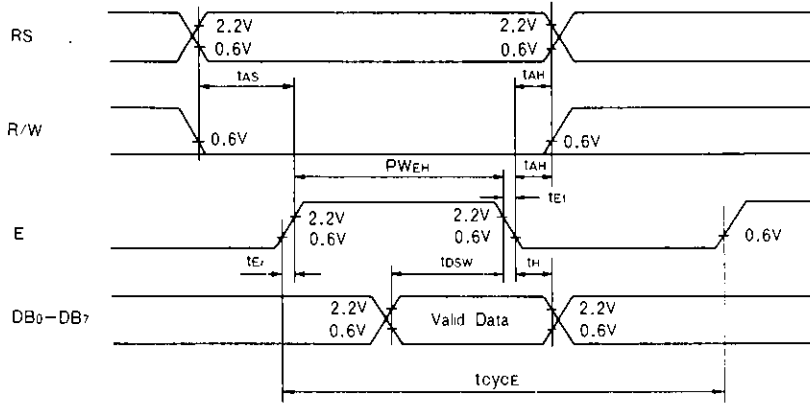 RS
2.2V
0.6V
2.2V
0.6V
tAS
tAH
R/W
0.6V
0.6V
PWEH
tAH
tEf
E
2.2V
0.6V
2.2V
0.6V
0.6V
tEr
tDSW
tH
DB0-DB7
2.2V
0.6V
Valid Data
2.2V
0.6V
tcycE